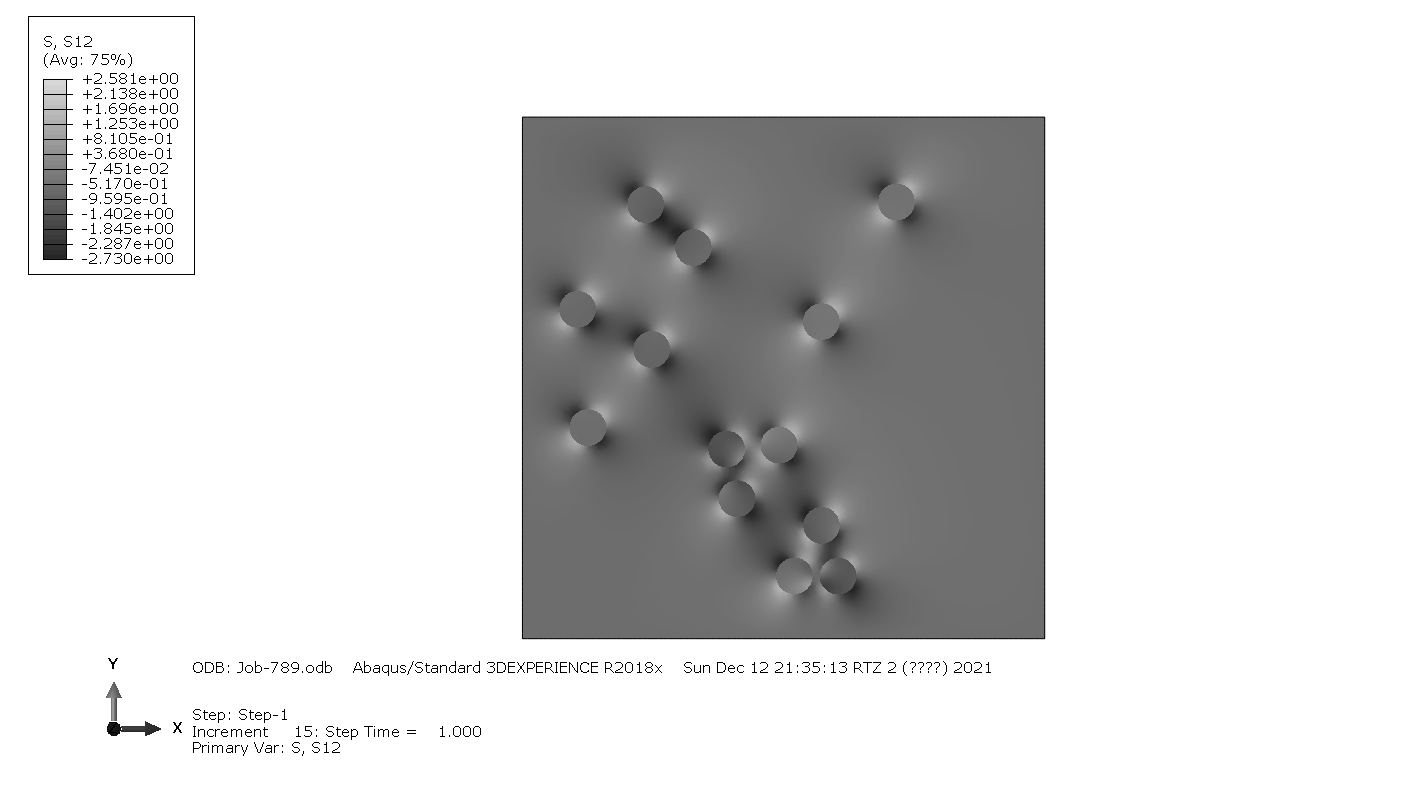 S, S12
(Avg: 75%)
+2.581e+00
+2.138e+00
+1.696e+00
+1.253e+00
+8.105e-01
+3.680e-01
-7.451e-02
-5.170e-01
-9.595e-01
-1.402e+00
-1.845e+00
-2.287e+00
-2.730e+00
Y
X
ODB: Job-789.odb Abaqus/Standard 3DEXPERIENCE R2018x Sun Dec 12 21:35:13 RTZ 2 (????) 2021
Step: Step-1
Increment 15: Step Time = 1.000
Primary Var: S, S12